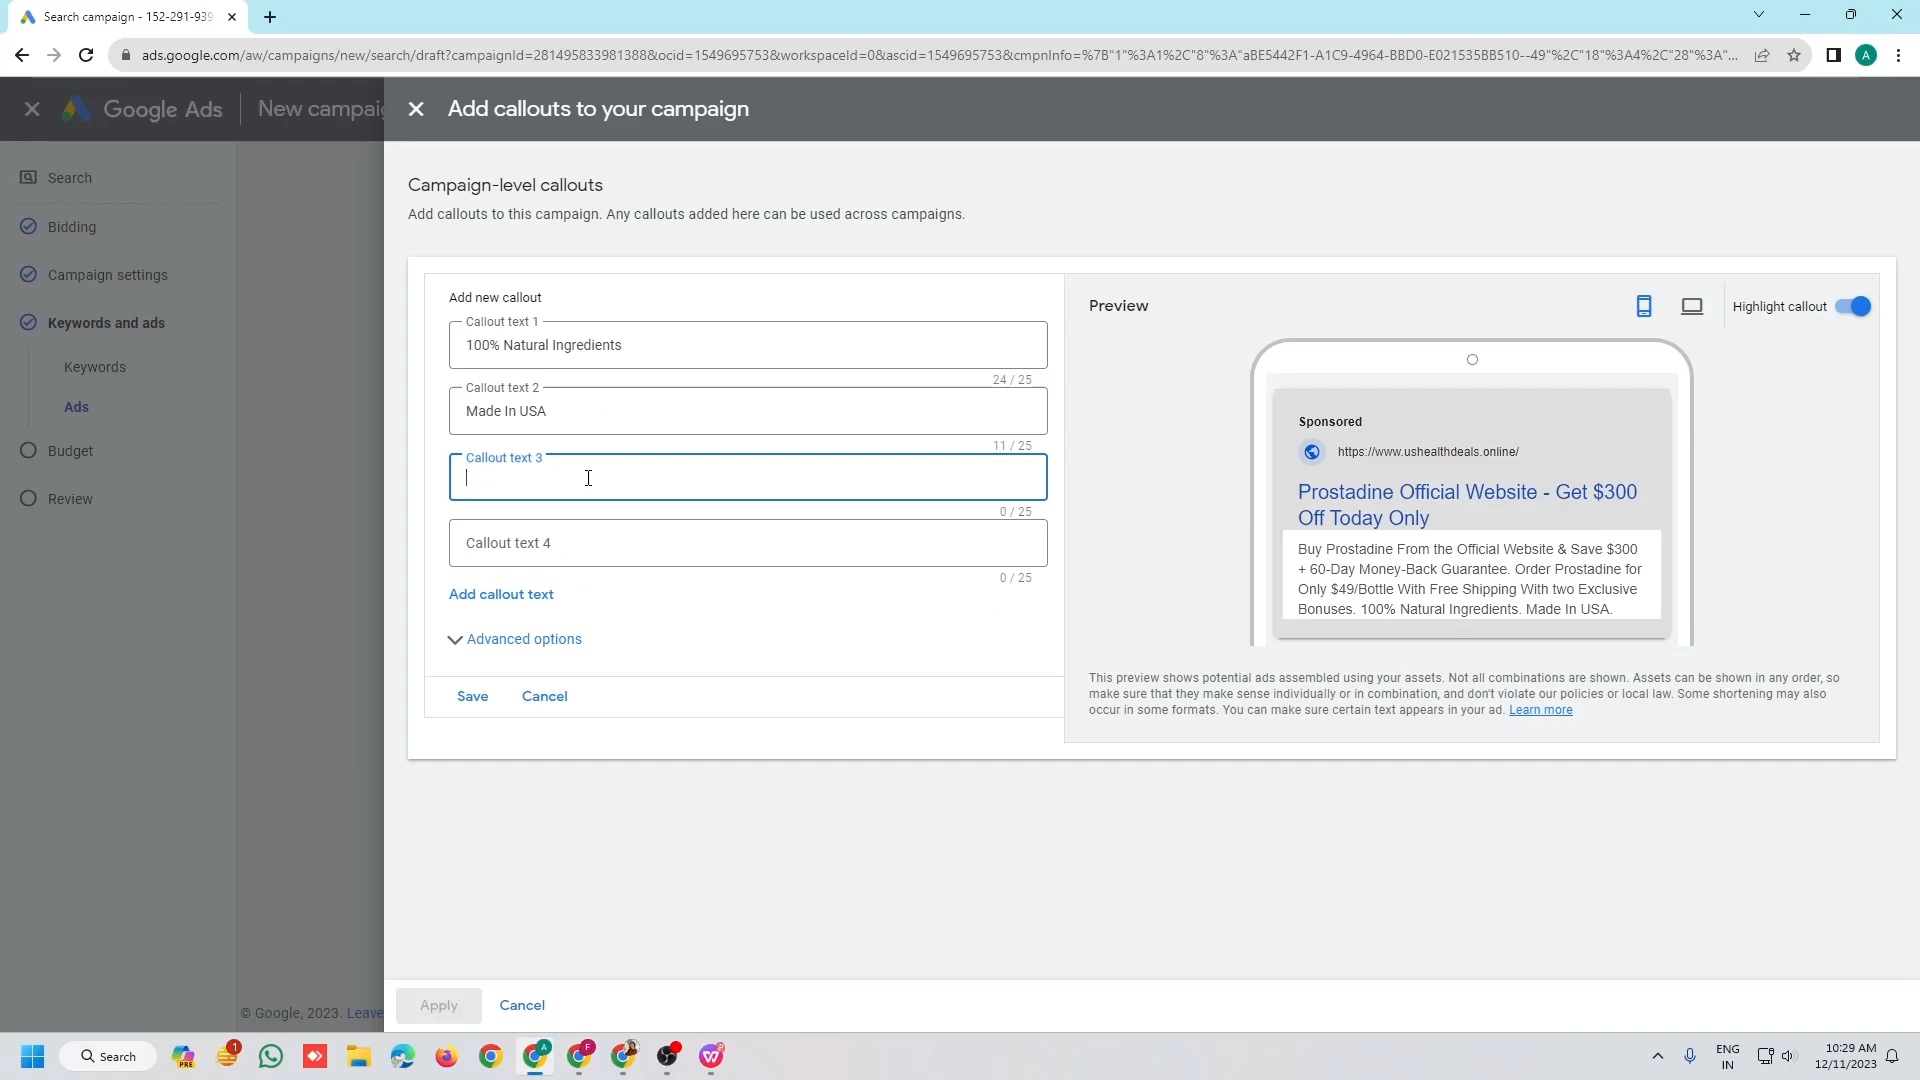 Search campaign - 152-291-939
ads.google.com/aw/campaigns/new/search/draft?campaignId=281495833981388&ocid=1549695753&workspaceId=0&ascid=1549695753&cmpnInfo=%7B"1"%3A1%2C"8"%3A"aBE5442F1-A1C9-4964-BBD0-E021535BB510--49"%2C"18"%3A4%2C"28"%3A"...
A
Google Ads
New campaig
Add callouts to your campaign
Search
Bidding
Campaign settings
Keywords and ads
Keywords
Ads
Budget
Review
Campaign-level callouts
Add callouts to this campaign. Any callouts added here can be used across campaigns.
Add new callout
Callout text 1
100% Natural Ingredients
24 / 25
Callout text 2
Made In USA
11 / 25
Callout text 3
0 / 25
Callout text 4
0 / 25
Add callout text
Advanced options
Save
Cancel
Preview
Highlight callout
Sponsored
https://www.ushealthdeals.online/
Prostadine Official Website - Get $300
Off Today Only
Buy Prostadine From the Official Website & Save $300
+ 60-Day Money-Back Guarantee. Order Prostadine for
Only $49/Bottle With Free Shipping With two Exclusive
Bonuses. 100% Natural Ingredients. Made In USA.
This preview shows potential ads assembled using your assets. Not all combinations are shown. Assets can be shown in any order, so
make sure that they make sense individually or in combination, and don't violate our policies or local law. Some shortening may also
occur in some formats. You can make sure certain text appears in your ad. Learn more
© Google, 2023. Leave
Apply
Cancel
Search
PRE
1
A
F
ENG
IN
10:29 AM
12/11/2023